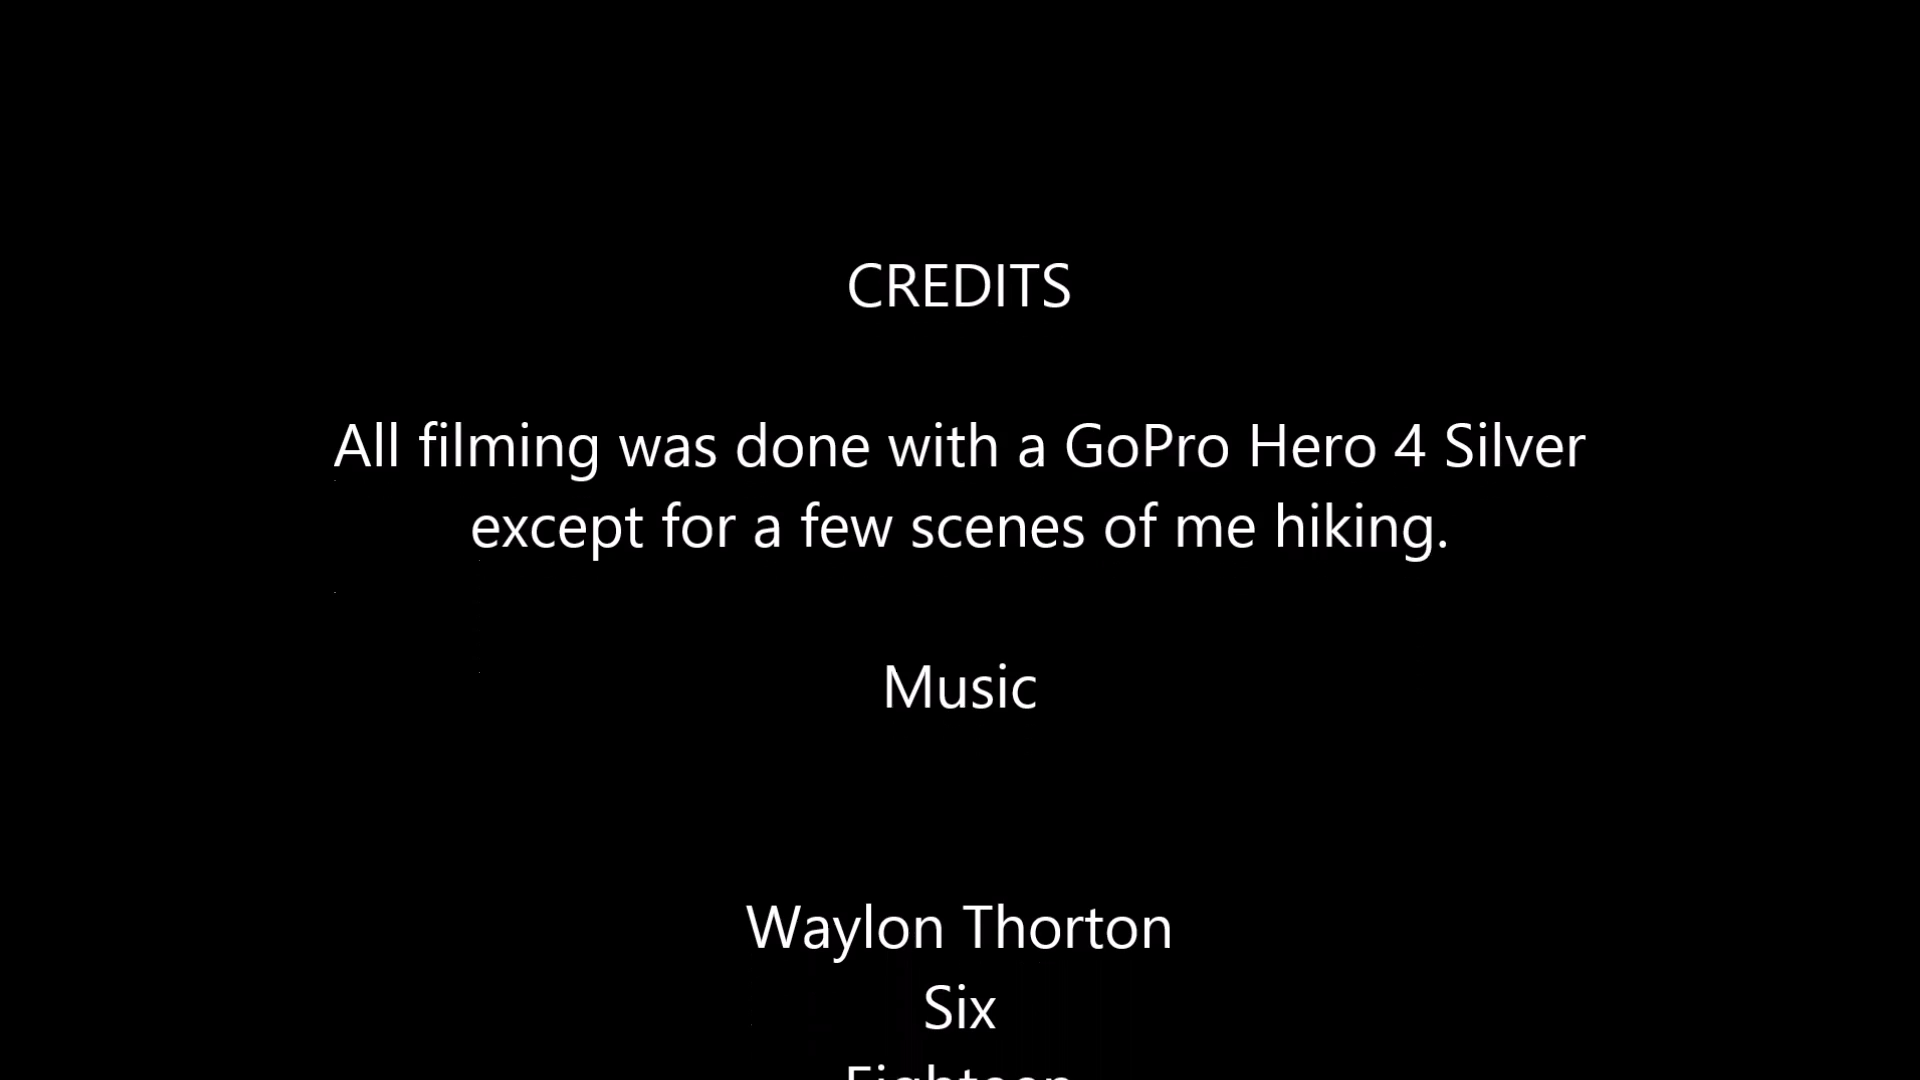 CREDITS
All filming was done with a GoPro Hero 4 Silver
except for a few scenes of me hiking.
Music
Waylon Thorton
Six
Eighteen